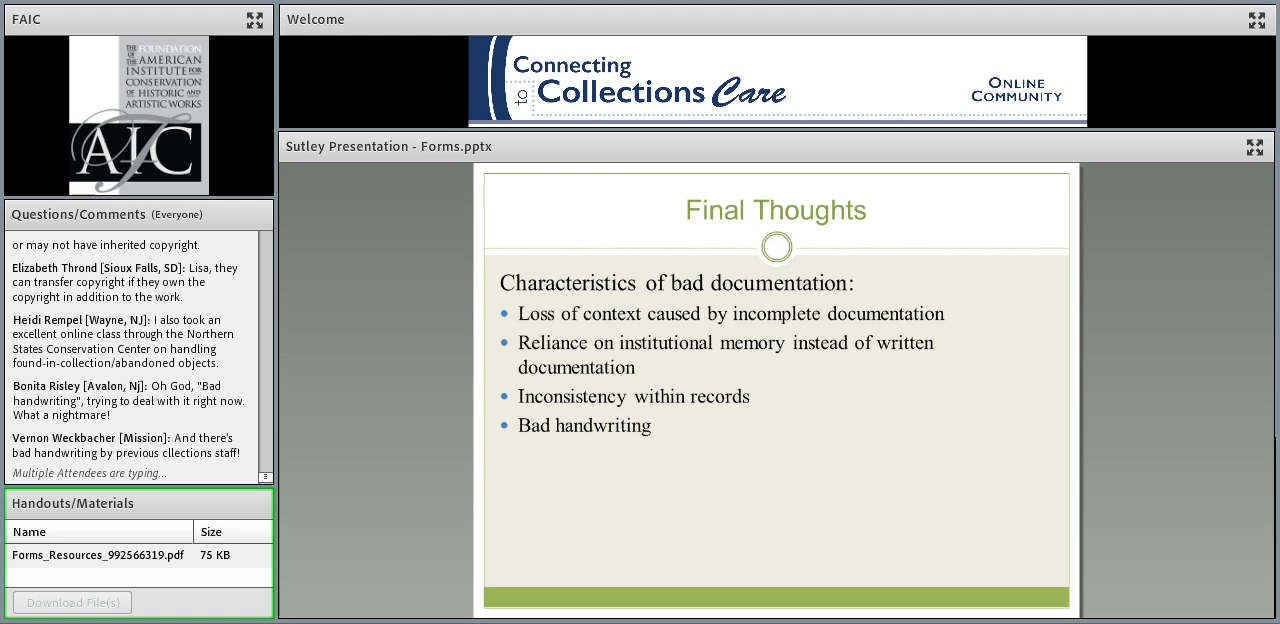 FAIC
THE FOUNDATION
OF THE AMERICAN
INSTITUTE FOR
CONSERVATION
OF HISTORIC AND
ARTISTIC WORKS
AIC
Questions/Comments (Everyone)
or may not have inherited copyright.
Elizabeth Thrond [Sioux Falls, SD]: Lisa, they
can transfer copyright if they own the
copyright in addition to the work.
Heidi Rempel [Wayne, NJ]: I also took an
excellent online class through the Northern
States Conservation Center on handling
found-in-collection/abandoned objects.
Bonita Risley [Avalon, Nj]: Oh God, "Bad
handwriting", trying to deal with it right now.
What a nightmare!
Vernon Weckbacher [Mission]: And there's
bad handwriting by previous cllections staff!
Multiple Attendees are typing...
Handouts/Materials
Name Size
Forms_Resources_992566319.pdf 75 KB
Download File(s)
Welcome
Connecting
to Collections Care
ONLINE
COMMUNITY
Sutley Presentation - Forms.pptx
Final Thoughts
Characteristics of bad documentation:
• Loss of context caused by incomplete documentation
• Reliance on institutional memory instead of written
documentation
• Inconsistency within records
• Bad handwriting